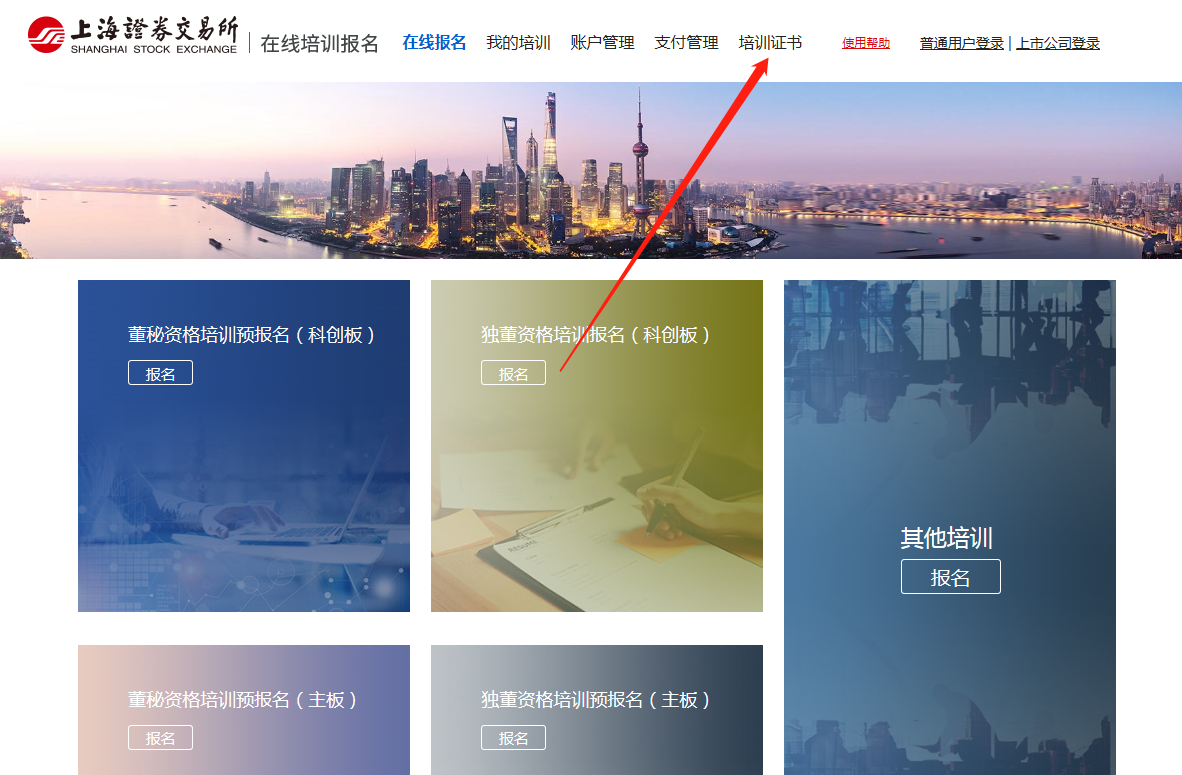 上海證券交易所
SHANGHAI STOCK EXCHANGE
在线培训报名
在线报名 我的培训 账户管理 支付管理 培训证书 使用帮助 普通用户登录 | 上市公司登录
董秘资格培训预报名（科创板）
报名
独董资格培训报名（科创板）
报名
RESUME
其他培训
报名
董秘资格培训预报名（主板）
报名
独董资格培训预报名（主板）
报名